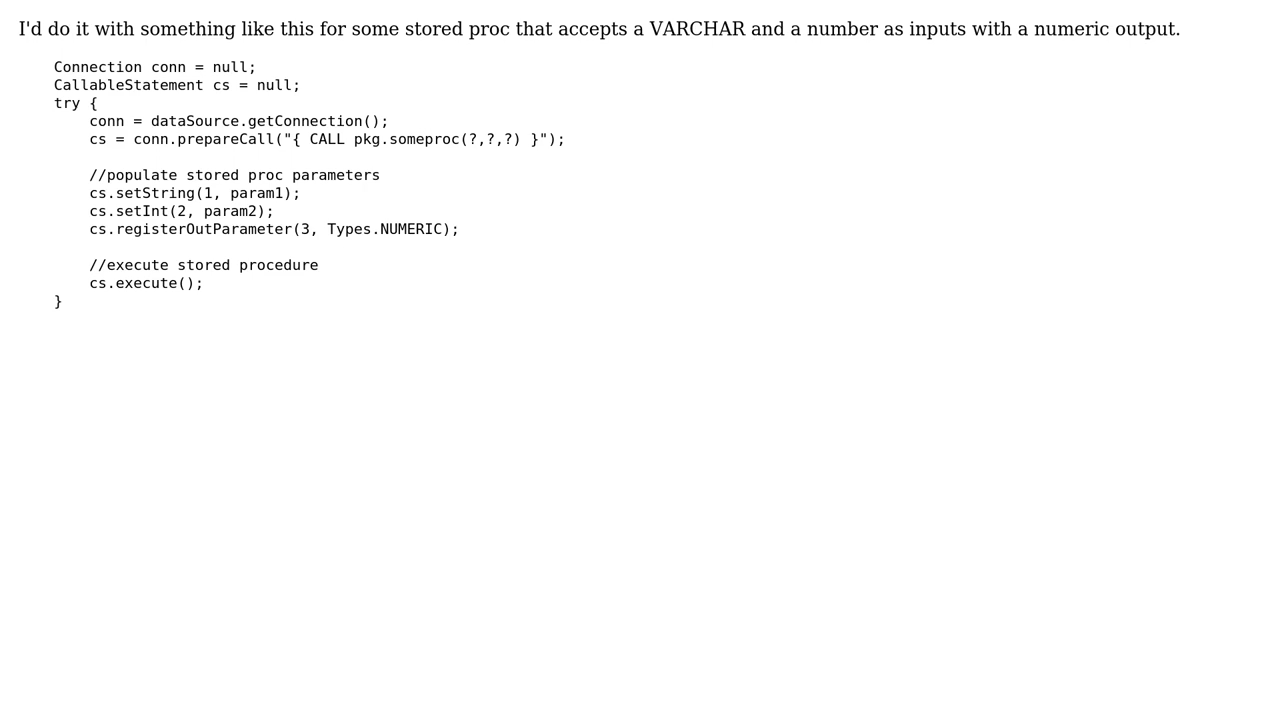 I'd do it with something like this for some stored proc that accepts a VARCHAR and a number as inputs with a numeric output.
Connection conn = null;
CallableStatement cs = null;
try {
    conn = dataSource.getConnection();
    cs = conn.prepareCall("{ CALL pkg.someproc(?,?,?) }");

    //populate stored proc parameters
    cs.setString(1, param1);
    cs.setInt(2, param2);
    cs.registerOutParameter(3, Types.NUMERIC);

    //execute stored procedure
    cs.execute();
}